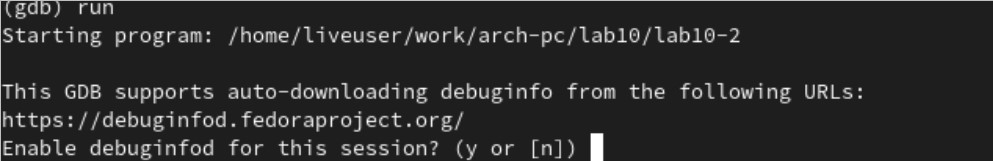 (gdb) run
Starting program: /home/liveuser/work/arch-pc/lab10/lab10-2
This GDB supports auto-downloading debuginfo from the following URLs:
https://debuginfod.fedoraproject.org/
Enable debuginfod for this session? (y or [n])